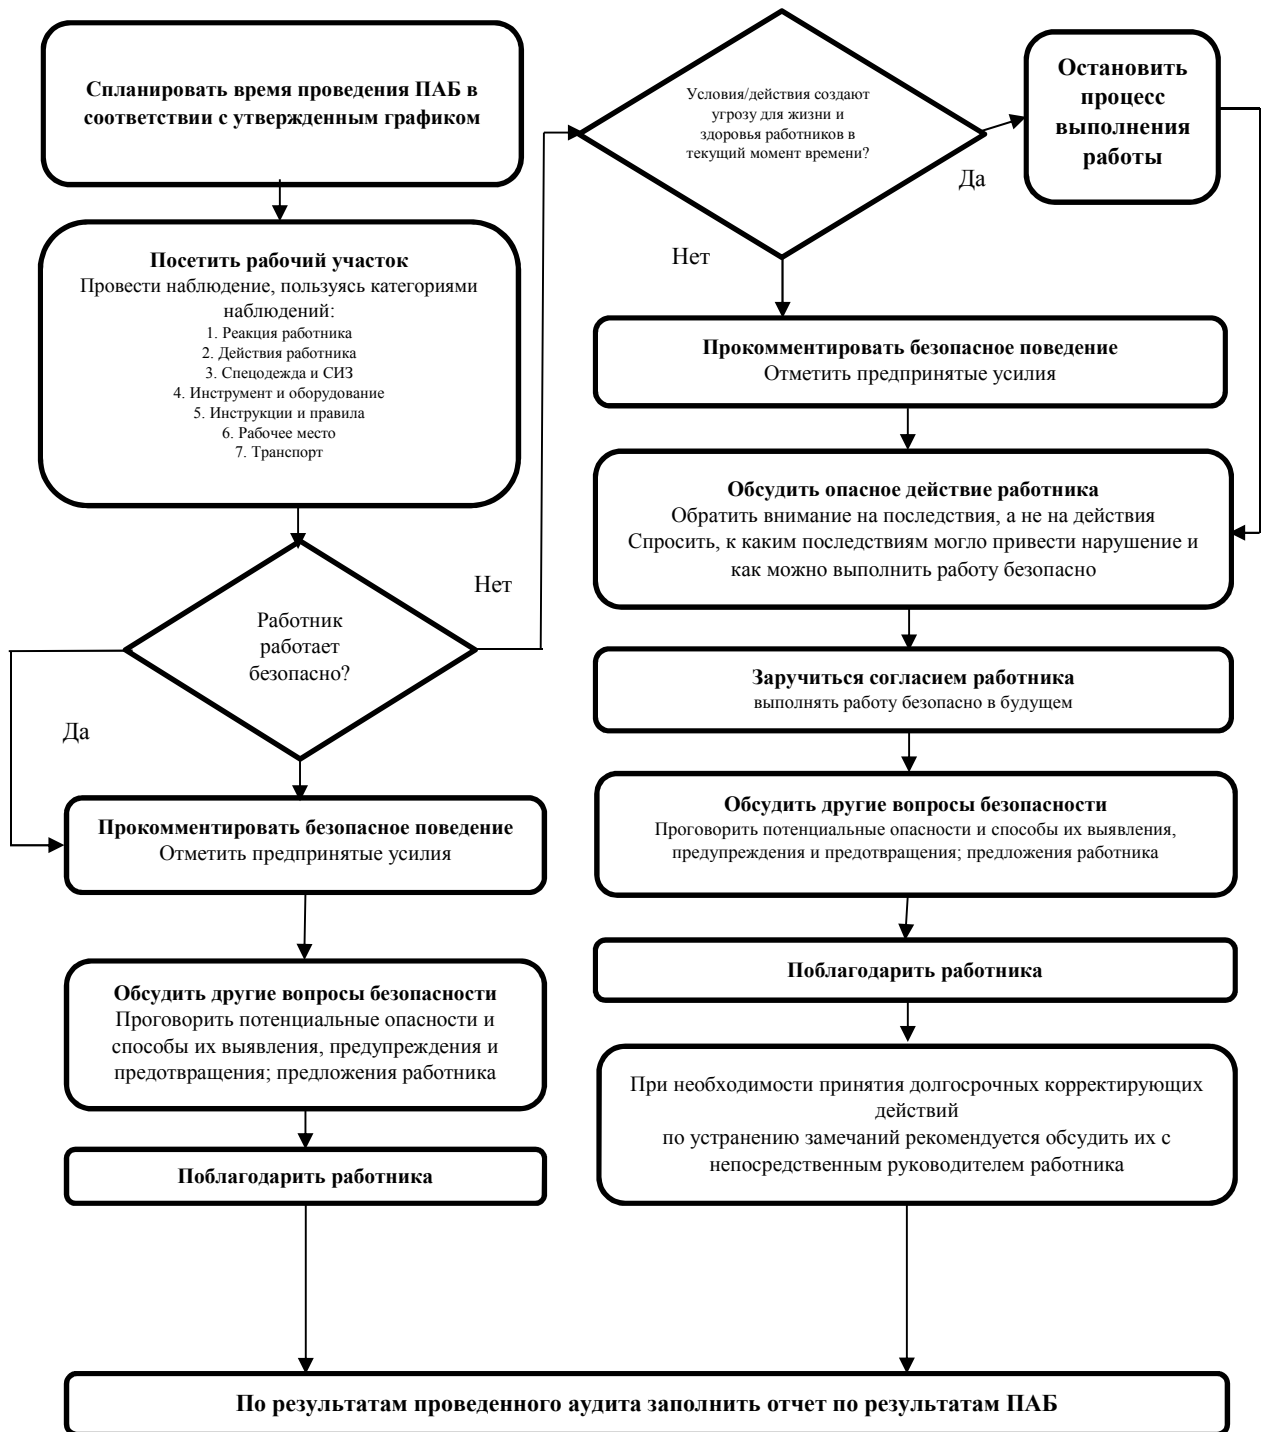 Спланировать время проведения ПАБ в
соответствии с утвержденным графиком
Посетить рабочий участок
Провести наблюдение, пользуясь категориями
наблюдений:
1. Реакция работника
2. Действия работника
3. Спецодежда и СИЗ
4. Инструмент и оборудование
5. Инструкции и правила
6. Рабочее место
7. Транспорт
Работник
работает
безопасно?
Нет
Да
Прокомментировать безопасное поведение
Отметить предпринятые усилия
Обсудить другие вопросы безопасности
Проговорить потенциальные опасности и
способы их выявления, предупреждения и
предотвращения; предложения работника
Поблагодарить работника
Условия/действия создают
угрозу для жизни и
здоровья работников в
текущий момент времени?
Да
Нет
Остановить
процесс
выполнения
работы
Прокомментировать безопасное поведение
Отметить предпринятые усилия
Обсудить опасное действие работника
Обратить внимание на последствия, а не на действия
Спросить, к каким последствиям могло привести нарушение и
как можно выполнить работу безопасно
Заручиться согласием работника
выполнять работу безопасно в будущем
Обсудить другие вопросы безопасности
Проговорить потенциальные опасности и способы их выявления,
предупреждения и предотвращения; предложения работника
Поблагодарить работника
При необходимости принятия долгосрочных корректирующих
действий
по устранению замечаний рекомендуется обсудить их с
непосредственным руководителем работника
По результатам проведенного аудита заполнить отчет по результатам ПАБ